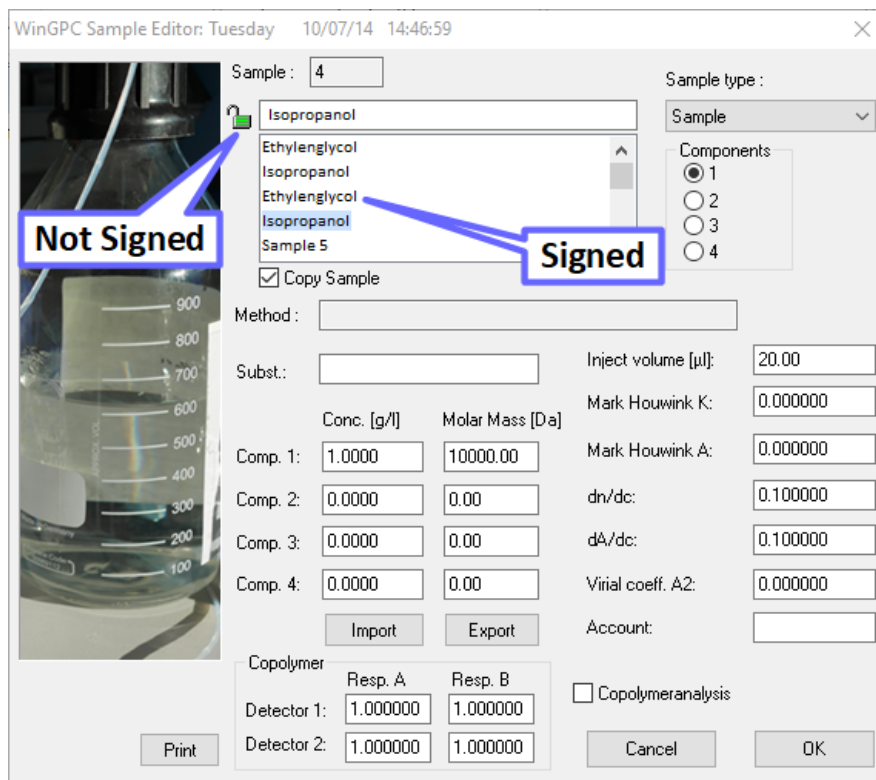 WinGPC Sample Editor: Tuesday 10/07/14 14:46:59
Sample : 4
Sample type :
Isopropanol
Sample
Ethylenglycol
Isopropanol
Ethylenglycol
Isopropanol
Sample 5
Components
1
2
3
4
Not Signed
Signed
Copy Sample
Method :
Subst.:
Inject volume [µl]: 20.00
Mark Houwink K: 0.000000
Conc. [g/l] Molar Mass [Da]
Comp. 1: 1.0000 10000.00
Mark Houwink A: 0.000000
Comp. 2: 0.0000 0.00
dn/dc: 0.100000
Comp. 3: 0.0000 0.00
dA/dc: 0.100000
Comp. 4: 0.0000 0.00
Virial coeff. A2: 0.000000
Import Export
Account:
Copolymer
Resp. A Resp. B
Detector 1: 1.000000 1.000000
Detector 2: 1.000000 1.000000
Copolymeranalysis
Print
Cancel OK
900
800
700
600
500
400
300
200
100